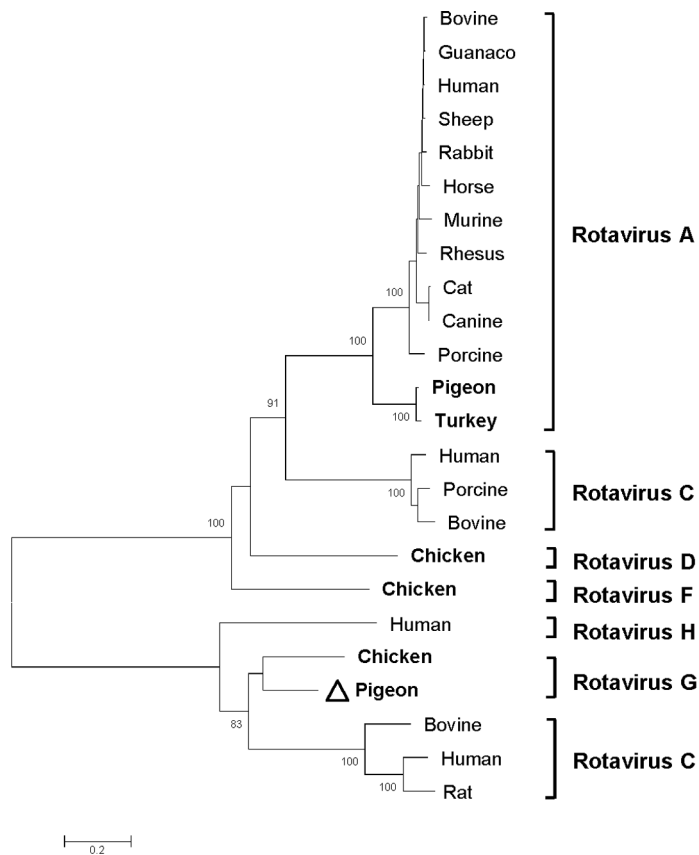 Bovine
Guanaco
Human
Sheep
Rabbit
Horse
Murine
Rotavirus A
Rhesus
Cat
100
Canine
100
Porcine
Pigeon
91
100
Turkey
Human
100
Porcine
Rotavirus C
Bovine
100
Chicken
Rotavirus D
Chicken
Rotavirus F
Human
Rotavirus H
Chicken
Rotavirus G
Pigeon
83
Bovine
100
Human
Rotavirus C
100
Rat
0.2